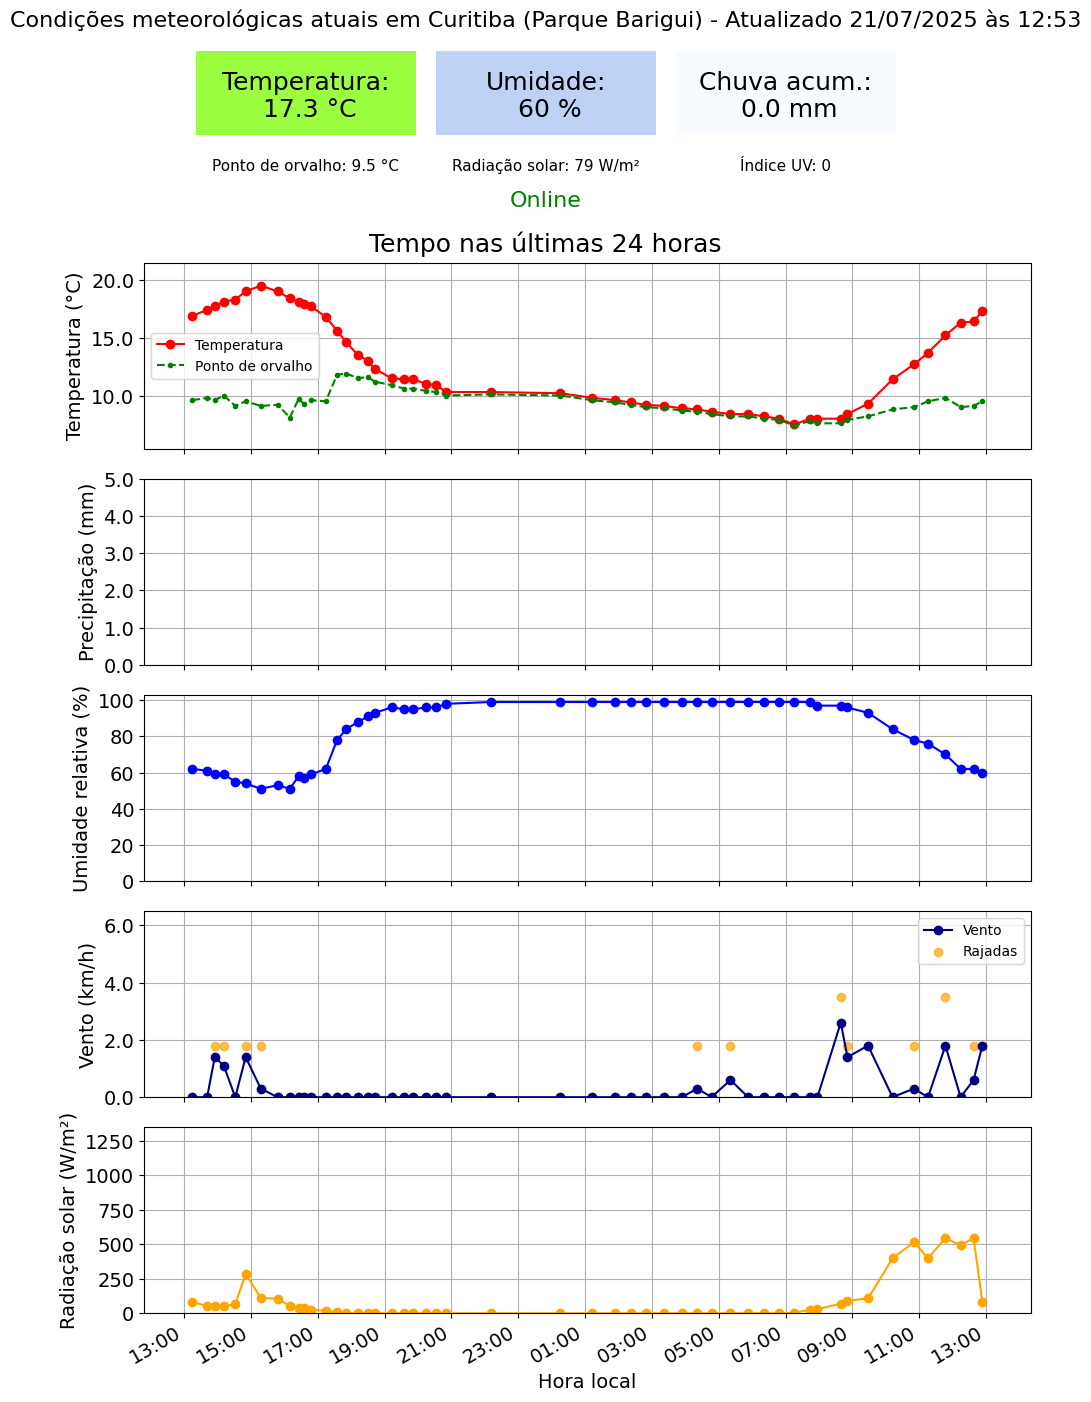 Condições meteorológicas atuais em Curitiba (Parque Barigui) - Atualizado 21/07/2025 às 12:53
Temperatura:
17.3 °C
Umidade:
60 %
Chuva acum.:
0.0 mm
Ponto de orvalho: 9.5 °C
Radiação solar: 79 W/m²
Índice UV: 0
Online
Tempo nas últimas 24 horas
Temperatura (°C)
20.0
15.0
10.0
Temperatura
Ponto de orvalho
Precipitação (mm)
5.0
4.0
3.0
2.0
1.0
0.0
Umidade relativa (%)
100
80
60
40
20
0
Vento (km/h)
6.0
4.0
2.0
0.0
Vento
Rajadas
Radiação solar (W/m²)
1250
1000
750
500
250
0
13:00
15:00
17:00
19:00
21:00
23:00
01:00
03:00
05:00
07:00
09:00
11:00
13:00
Hora local